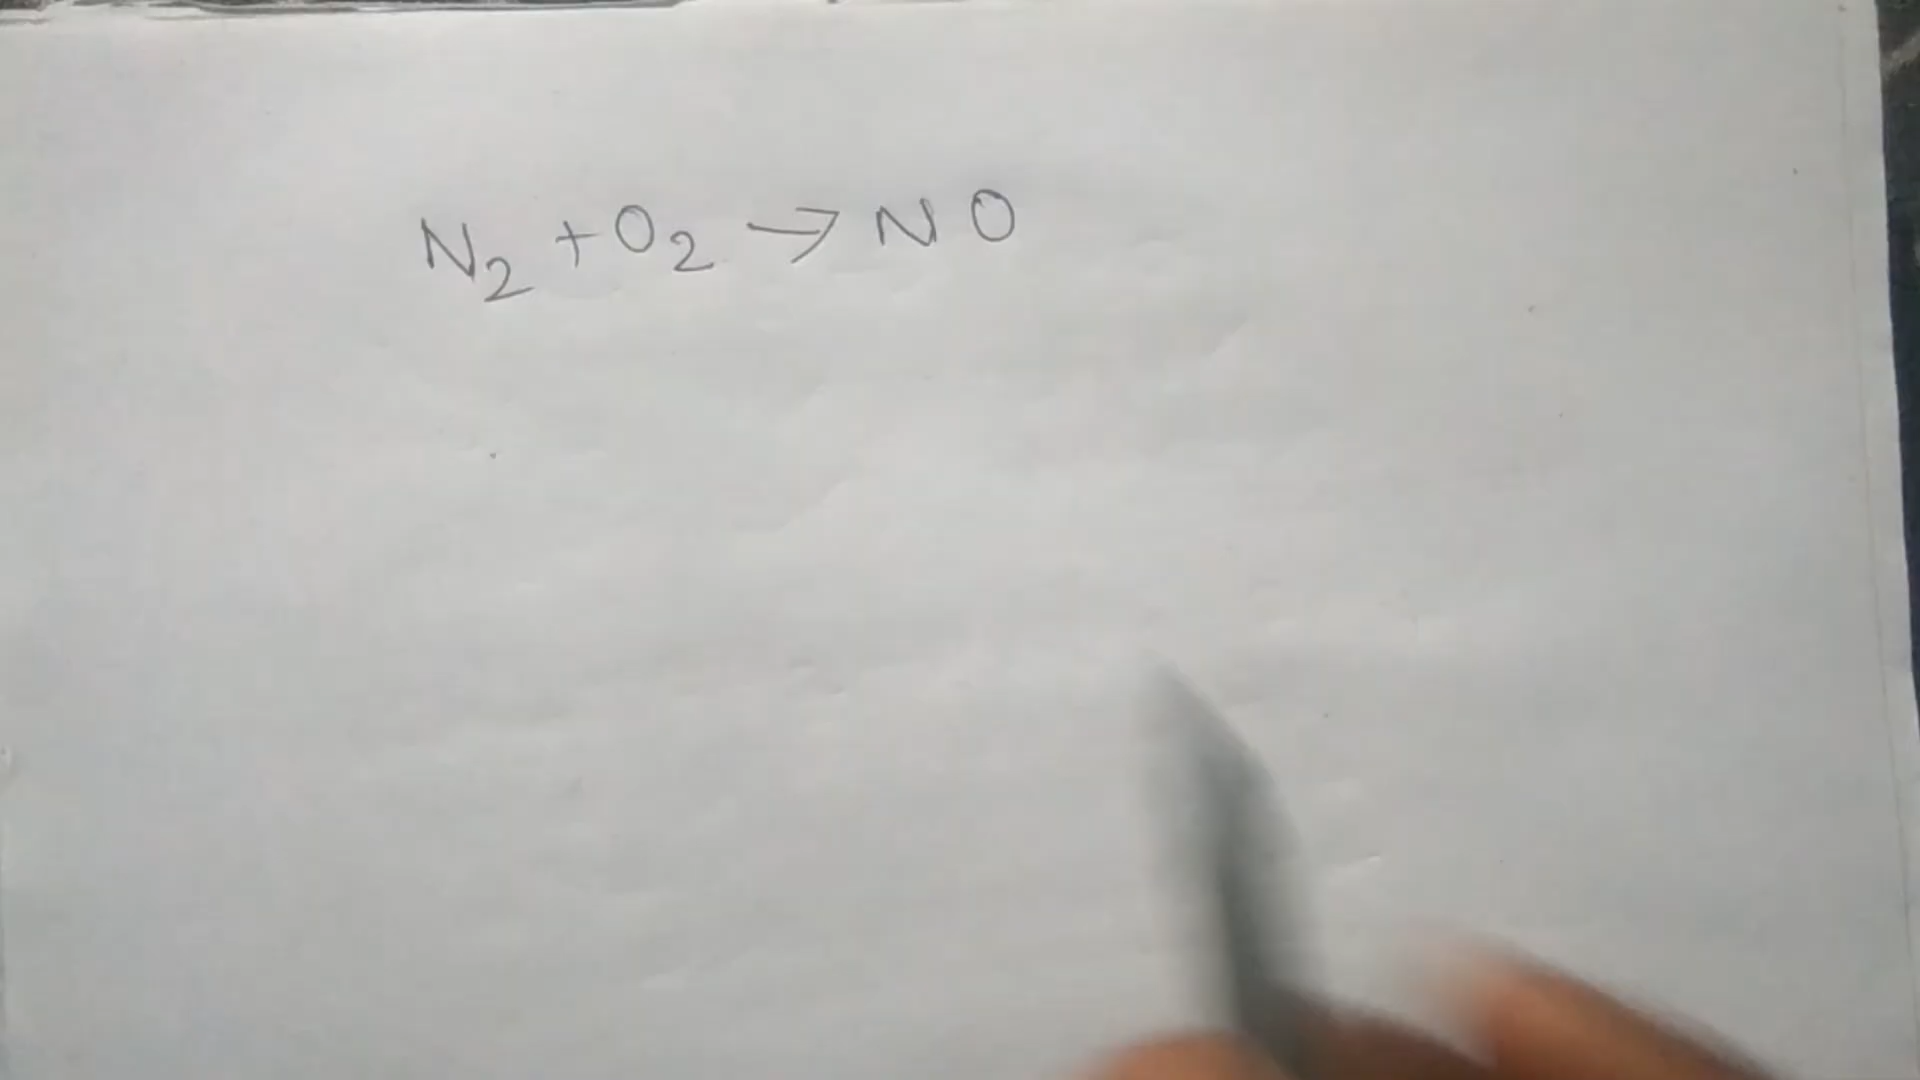 N₂ + O₂ → NO